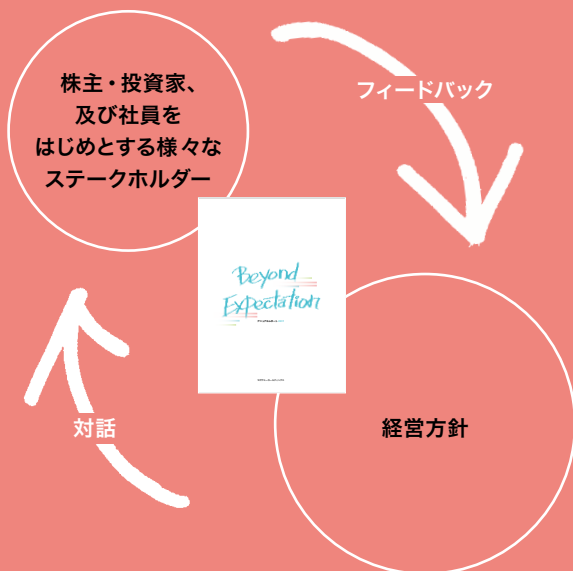 株主・投資家、
及び社員を
はじめとする様々な
ステークホルダー
フィードバック
Beyond
Expectation
対話
経営方針